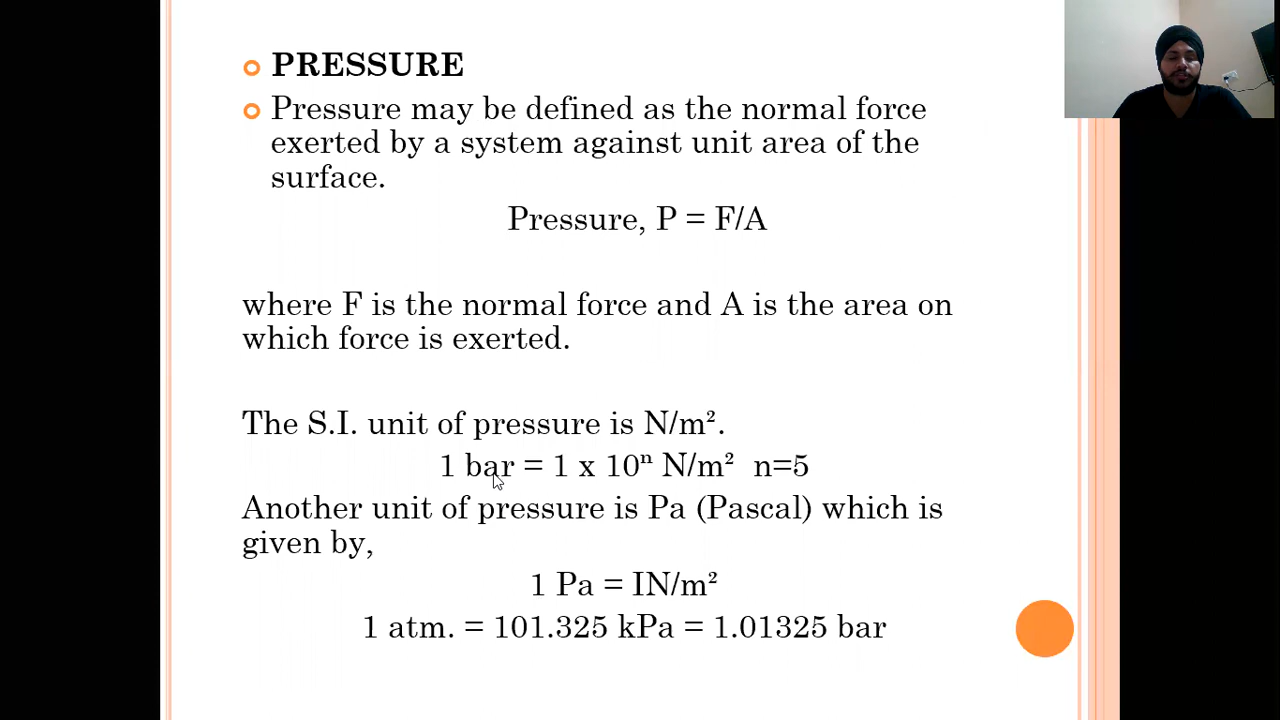 PRESSURE
Pressure may be defined as the normal force
exerted by a system against unit area of the
surface.
Pressure, P = F/A
where F is the normal force and A is the area on
which force is exerted.
The S.I. unit of pressure is N/m².
1 bar = 1 x 10ⁿ N/m² n=5
Another unit of pressure is Pa (Pascal) which is
given by,
1 Pa = IN/m²
1 atm. = 101.325 kPa = 1.01325 bar